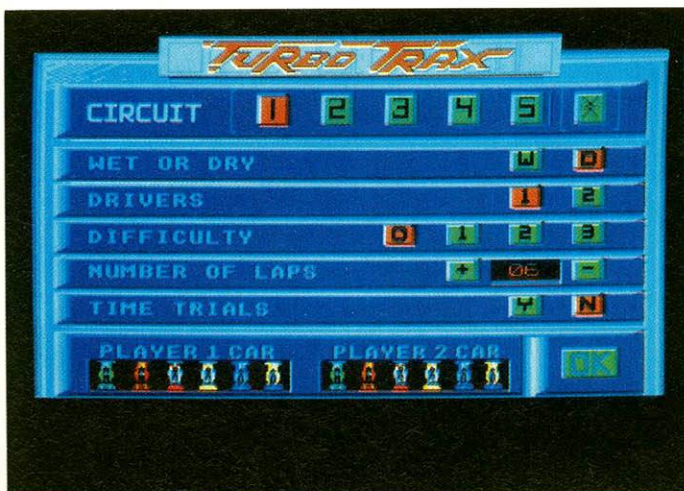 TURBO TRAX
CIRCUIT 1 2 3 4 5 *
WET OR DRY W D
DRIVERS 1 2
DIFFICULTY 0 1 2 3
NUMBER OF LAPS + 06 -
TIME TRIALS Y N
PLAYER 1 CAR PLAYER 2 CAR OK